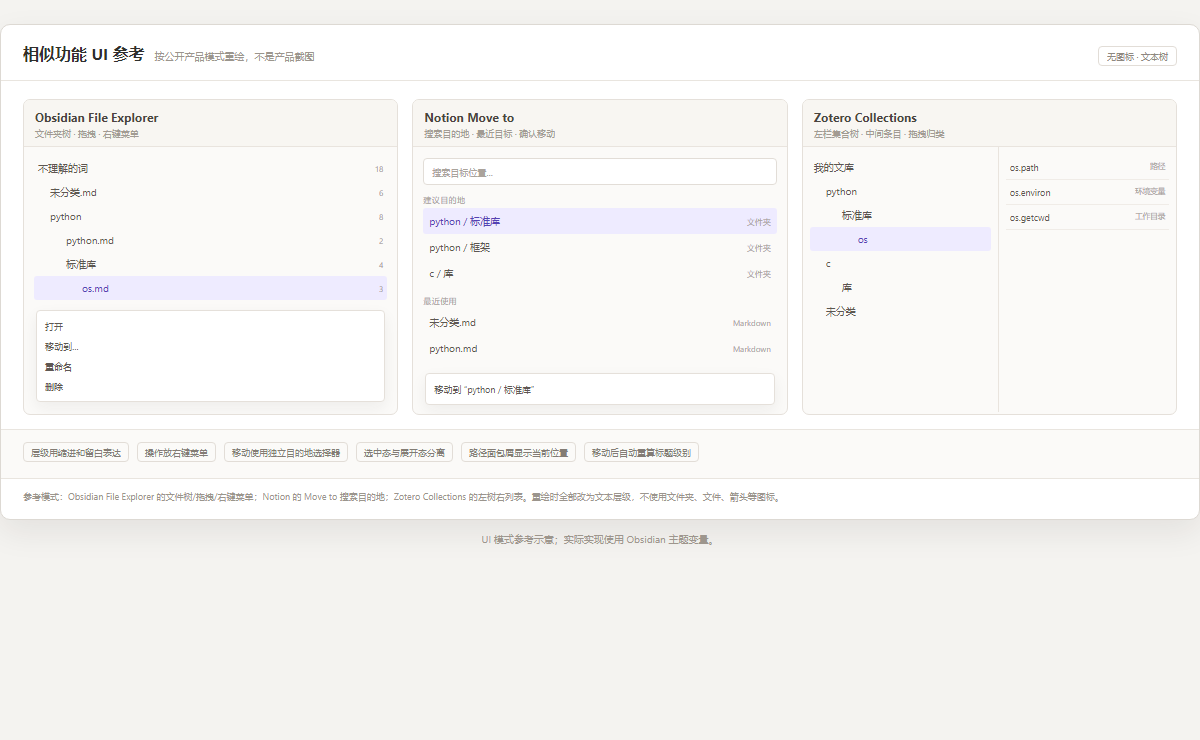 相似功能 UI 参考 按公开产品模式重绘，不是产品截图
无图标 · 文本树
Obsidian File Explorer
文件夹树 · 拖拽 · 右键菜单
不理解的词 18
未分类.md 6
python 8
python.md 2
标准库 4
os.md 3
打开
移动到...
重命名
删除
Notion Move to
搜索目的地 · 最近目标 · 确认移动
搜索目标位置...
建议目的地
python / 标准库 文件夹
python / 框架 文件夹
c / 库 文件夹
最近使用
未分类.md Markdown
python.md Markdown
移动到 "python / 标准库"
Zotero Collections
左栏集合树 · 中间条目 · 拖拽归类
我的文库
python
标准库
os
c
库
未分类
os.path 路径
os.environ 环境变量
os.getcwd 工作目录
层级用缩进和留白表达
操作放右键菜单
移动使用独立目的地选择器
选中态与展开态分离
路径面包屑显示当前位置
移动后自动重算标题级别
参考模式：Obsidian File Explorer 的文件树/拖拽/右键菜单；Notion 的 Move to 搜索目的地；Zotero Collections 的左树右列表。重绘时全部改为文本层级，不使用文件夹、文件、箭头等图标。
UI 模式参考示意；实际实现使用 Obsidian 主题变量。